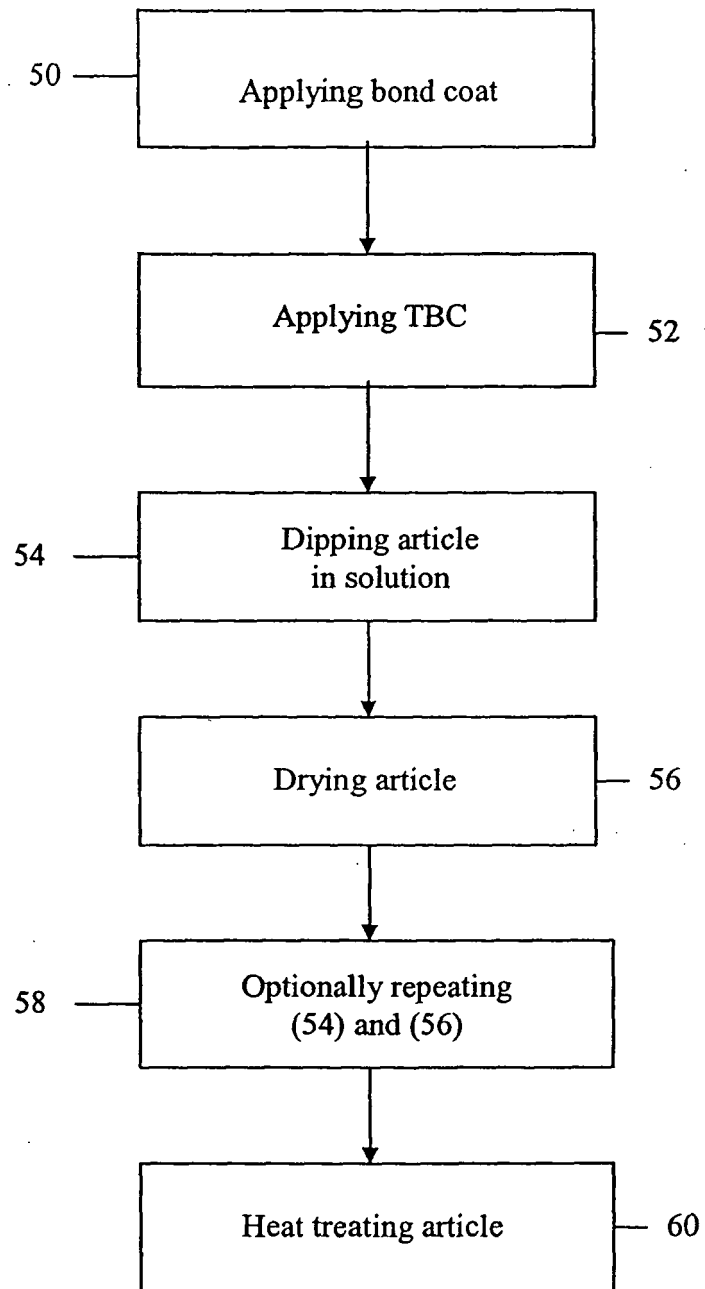 50
Applying bond coat
Applying TBC
52
54
Dipping article
in solution
Drying article
56
58
Optionally repeating
(54) and (56)
Heat treating article
60